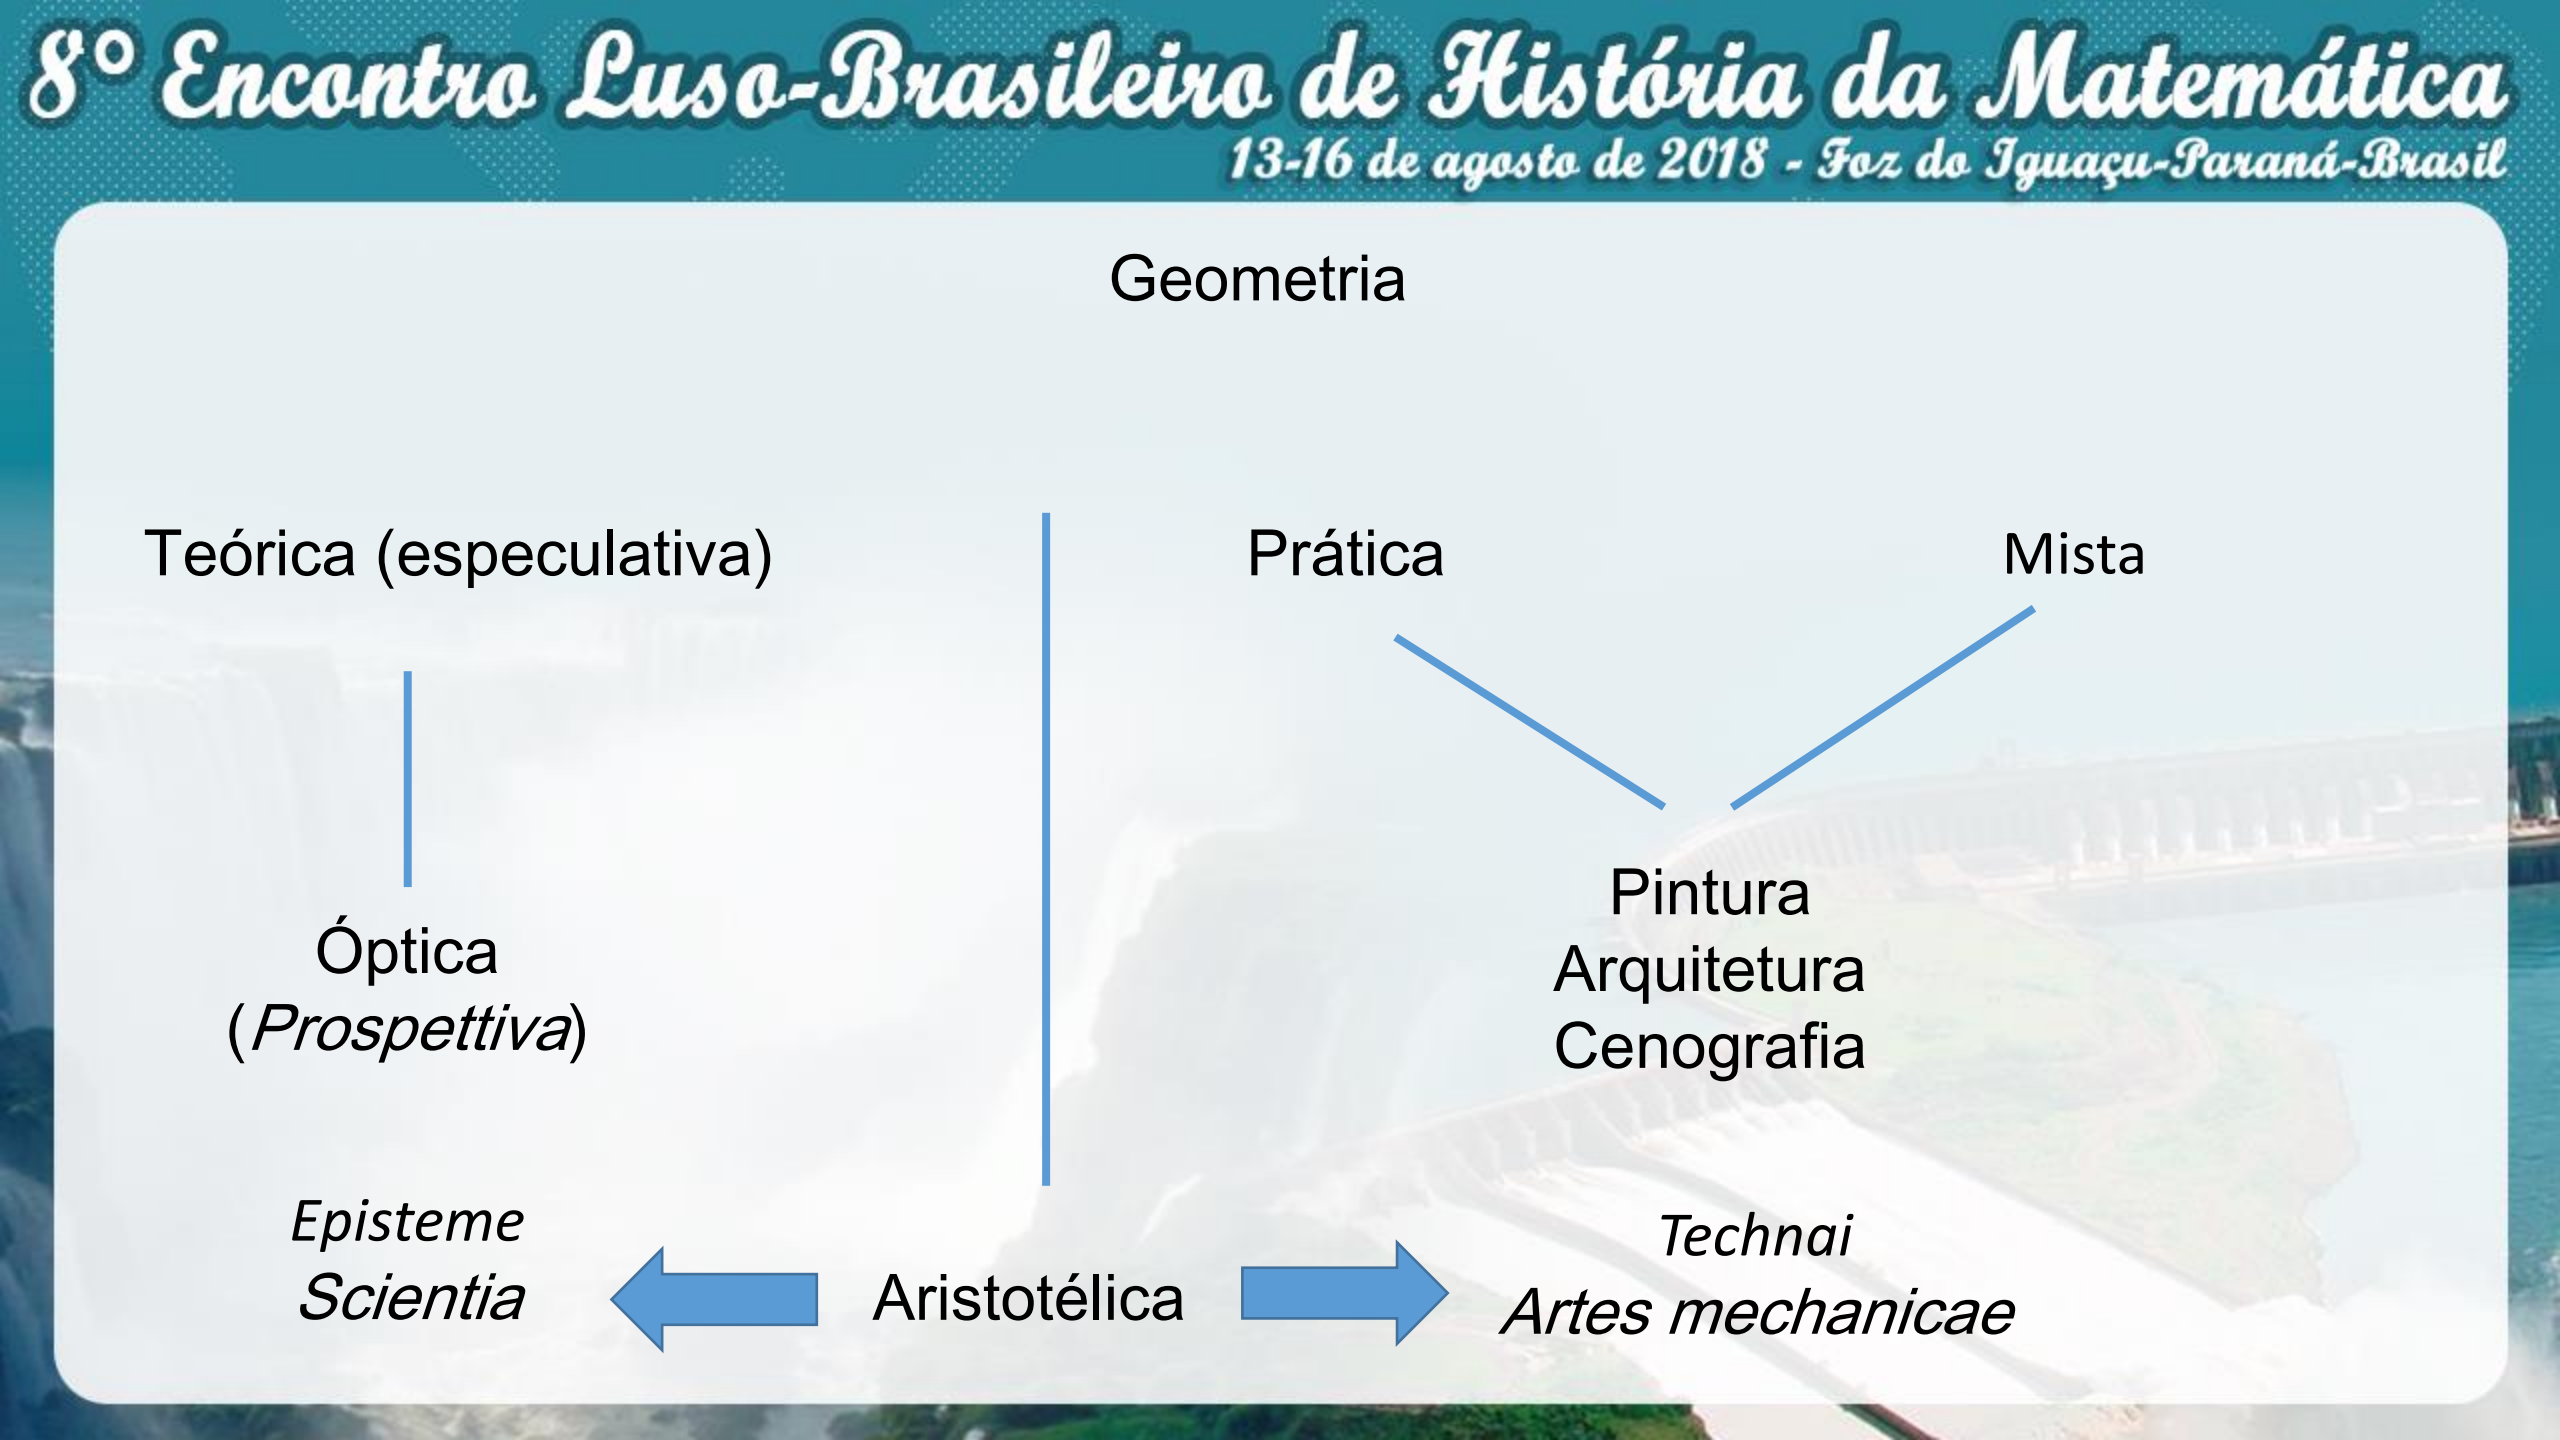 8º Encontro Luso-Brasileiro de História da Matemática
13-16 de agosto de 2018 - Foz do Iguaçu-Paraná-Brasil
Geometria
Teórica (especulativa)
Prática
Mista
Óptica
(Prospettiva)
Pintura
Arquitetura
Cenografia
Episteme
Scientia
Aristotélica
Technai
Artes mechanicae